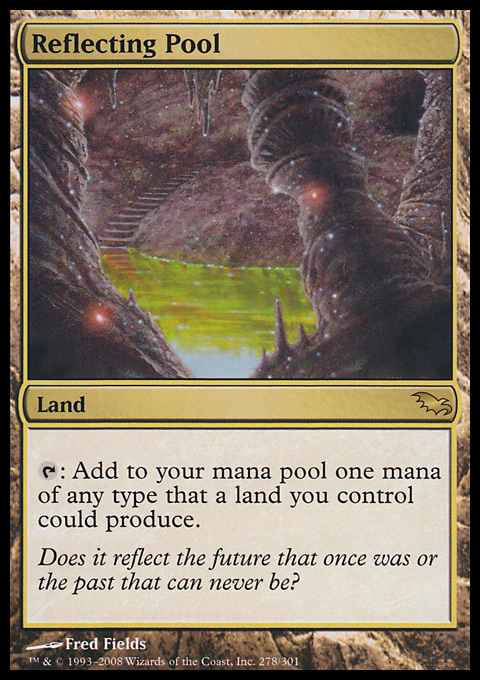 Reflecting Pool
Land
: Add to your mana pool one mana
of any type that a land you control
could produce.
Does it reflect the future that once was or
the past that can never be?
Fred Fields
™ & © 1993–2008 Wizards of the Coast, Inc. 278/301